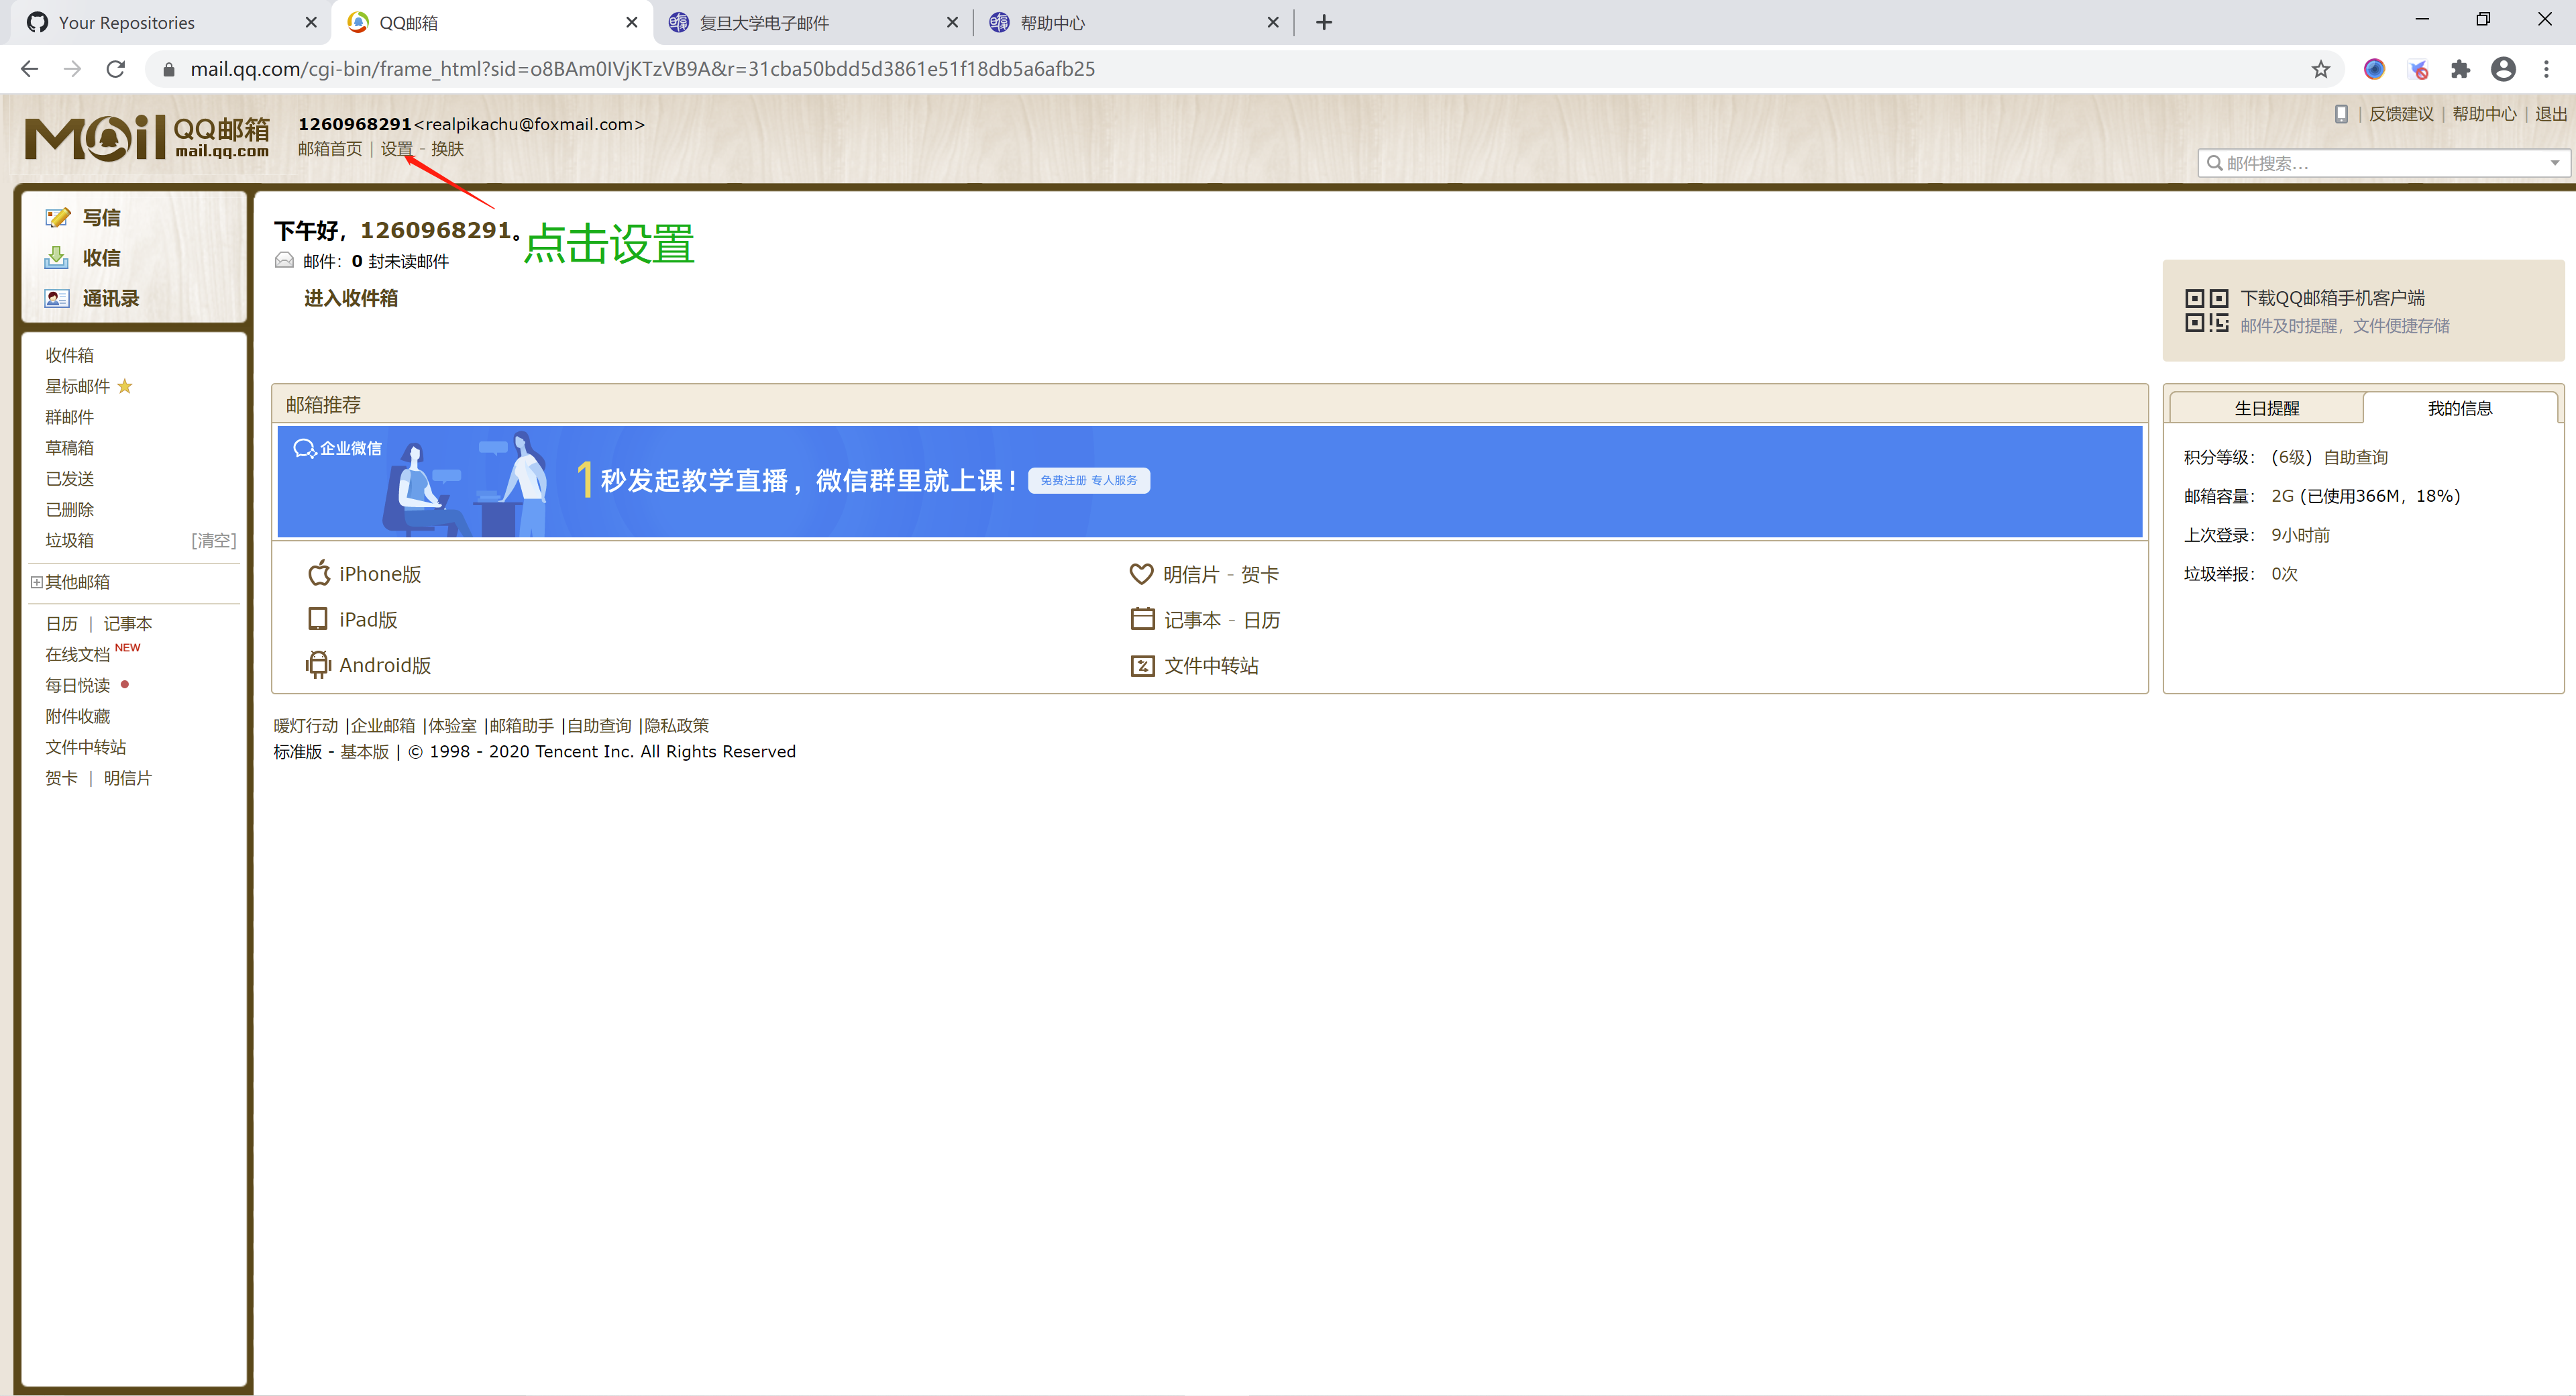 Your Repositories
QQ邮箱
复旦大学电子邮件
帮助中心
mail.qq.com/cgi-bin/frame_html?sid=o8BAm0IVjKTzVB9A&r=31cba50bdd5d3861e51f18db5a6afb25
Mail QQ邮箱
mail.qq.com
1260968291<realpikachu@foxmail.com>
邮箱首页 | 设置 - 换肤
| 反馈建议 | 帮助中心 | 退出
邮件搜索...
写信
收信
通讯录
收件箱
星标邮件
群邮件
草稿箱
已发送
已删除
垃圾箱 [清空]
其他邮箱
日历 | 记事本
在线文档 NEW
每日悦读
附件收藏
文件中转站
贺卡 | 明信片
下午好，1260968291。
点击设置
邮件：0 封未读邮件
进入收件箱
下载QQ邮箱手机客户端
邮件及时提醒，文件便捷存储
邮箱推荐
企业微信
1秒发起教学直播，微信群里就上课！
免费注册 专人服务
iPhone版
明信片 - 贺卡
iPad版
记事本 - 日历
Android版
文件中转站
生日提醒
我的信息
积分等级： (6级) 自助查询
邮箱容量： 2G (已使用366M，18%)
上次登录： 9小时前
垃圾举报： 0次
暖灯行动 |企业邮箱 |体验室 |邮箱助手 |自助查询 |隐私政策
标准版 - 基本版 | © 1998 - 2020 Tencent Inc. All Rights Reserved